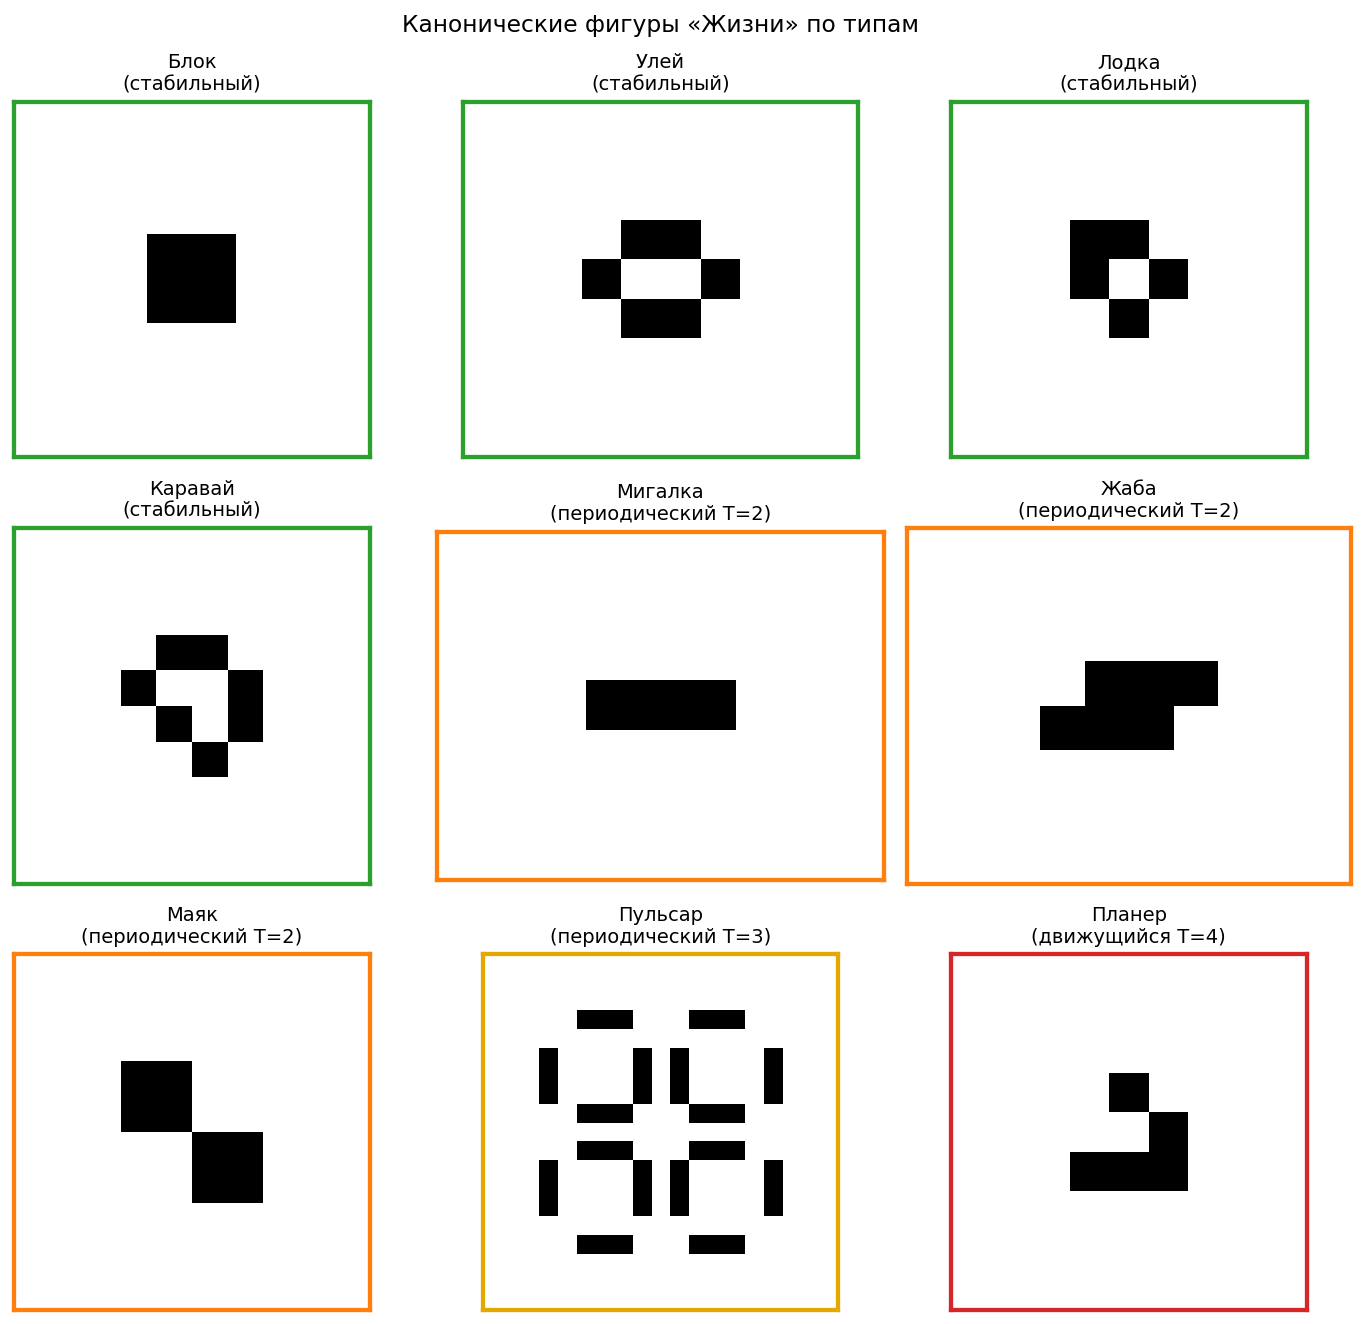 Канонические фигуры «Жизни» по типам
Блок
(стабильный)
Улей
(стабильный)
Лодка
(стабильный)
Каравай
(стабильный)
Мигалка
(периодический T=2)
Жаба
(периодический T=2)
Маяк
(периодический T=2)
Пульсар
(периодический T=3)
Планер
(движущийся T=4)